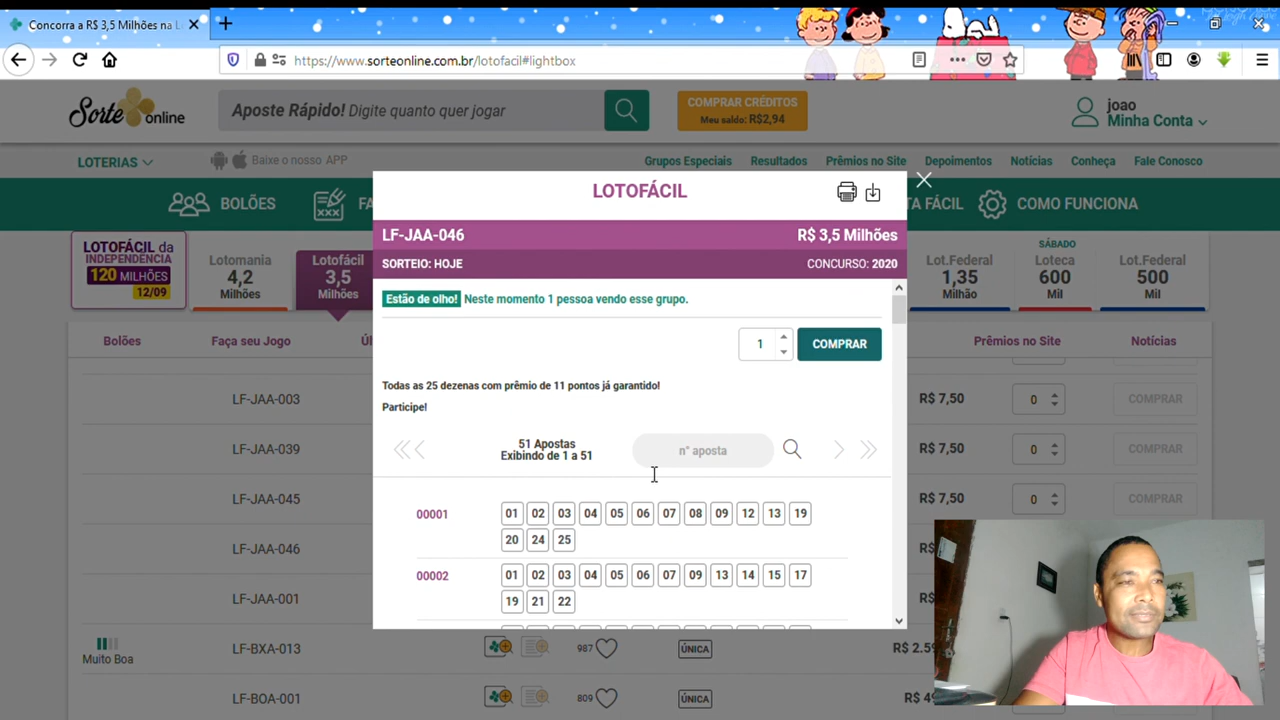 Concorra a R$ 3,5 Milhões na L
https://www.sorteonline.com.br/lotofacil#lightbox
Sorte online
Aposte Rápido! Digite quanto quer jogar
COMPRAR CRÉDITOS
Meu saldo: R$2,94
joao
Minha Conta
LOTERIAS
Baixe o nosso APP
Grupos Especiais
Resultados
Prêmios no Site
Depoimentos
Notícias
Conheça
Fale Conosco
BOLÕES
FA
TA FÁCIL
COMO FUNCIONA
LOTOFÁCIL da
INDEPENDÊNCIA
120 MILHÕES
12/09
Lotomania
4,2
Milhões
Lotofácil
3,5
Milhões
Lot.Federal
1,35
Milhão
SÁBADO
Loteca
600
Mil
Lot.Federal
500
Mil
Bolões
Faça seu Jogo
Prêmios no Site
Notícias
LOTOFÁCIL
LF-JAA-046 R$ 3,5 Milhões
SORTEIO: HOJE CONCURSO: 2020
Estão de olho! Neste momento 1 pessoa vendo esse grupo.
1 COMPRAR
Todas as 25 dezenas com prêmio de 11 pontos já garantido!
Participe!
51 Apostas
Exibindo de 1 a 51
n° aposta
00001 01 02 03 04 05 06 07 08 09 12 13 19
20 24 25
00002 01 02 03 04 05 06 07 09 13 14 15 17
19 21 22
LF-JAA-003 R$ 7,50 0 COMPRAR
LF-JAA-039 R$ 7,50 0 COMPRAR
LF-JAA-045 R$ 7,50 0 COMPRAR
LF-JAA-046
LF-JAA-001
Muito Boa
LF-BXA-013 987 ÚNICA R$ 2.59
LF-BOA-001 809 ÚNICA R$ 49